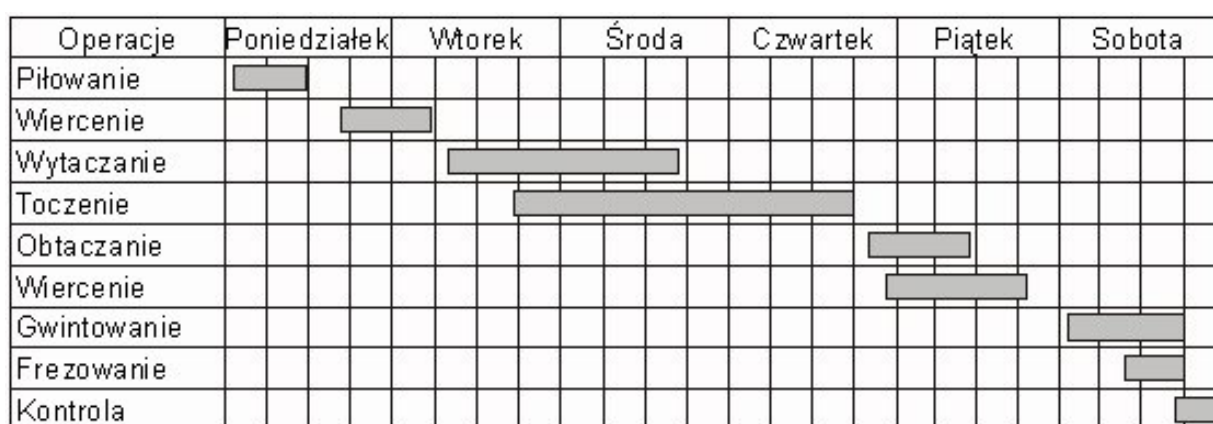 Operacje Poniedziałek Wtorek Środa Czwartek Piątek Sobota
Piłowanie
Wiercenie
Wytaczanie
Toczenie
Obtaczanie
Wiercenie
Gwintowanie
Frezowanie
Kontrola